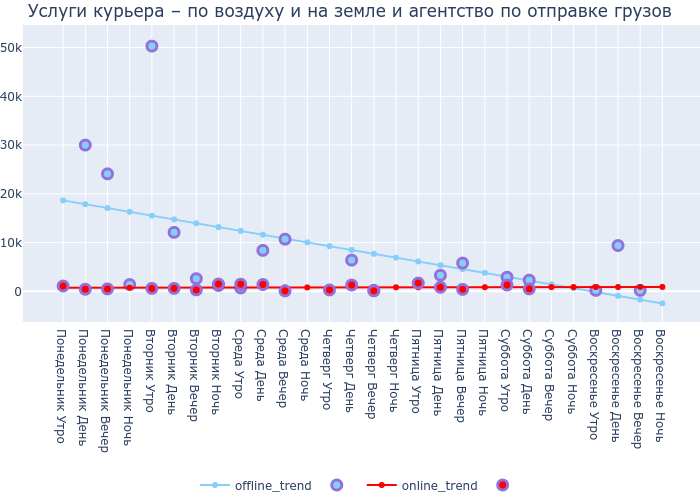 Услуги курьера – по воздуху и на земле и агентство по отправке грузов
50k
40k
30k
20k
10k
0
Понедельник Утро
Понедельник День
Понедельник Вечер
Понедельник Ночь
Вторник Утро
Вторник День
Вторник Вечер
Вторник Ночь
Среда Утро
Среда День
Среда Вечер
Среда Ночь
Четверг Утро
Четверг День
Четверг Вечер
Четверг Ночь
Пятница Утро
Пятница День
Пятница Вечер
Пятница Ночь
Суббота Утро
Суббота День
Суббота Вечер
Суббота Ночь
Воскресенье Утро
Воскресенье День
Воскресенье Вечер
Воскресенье Ночь
offline_trend
online_trend